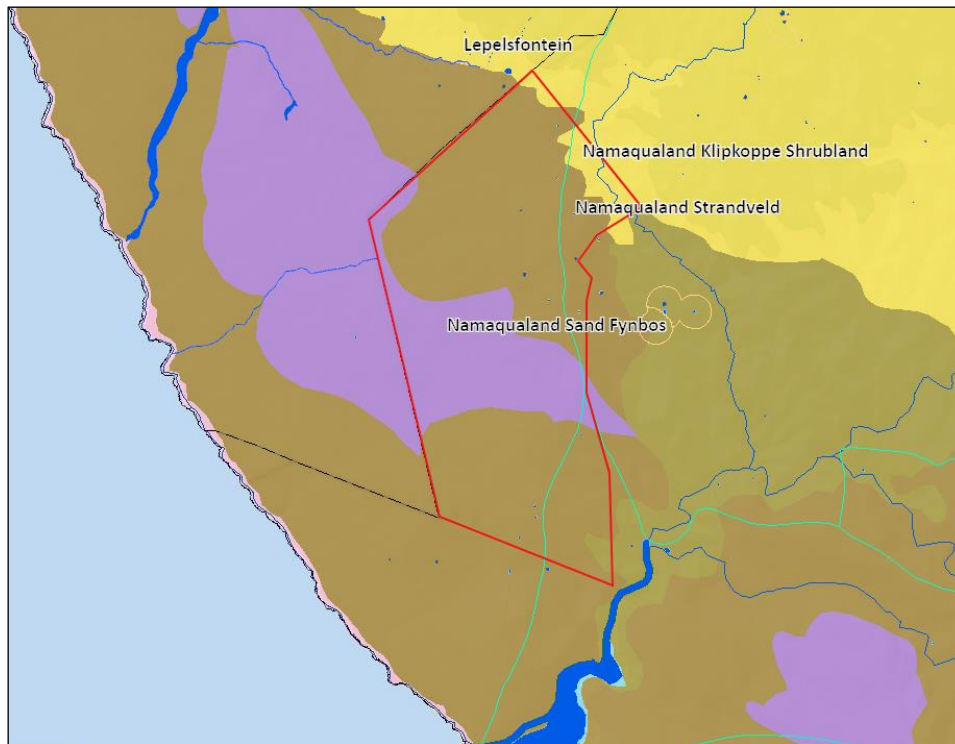 Lepelsfontein
Namaqualand Klipkoppe Shrubland
Namaqualand Strandveld
Namaqualand Sand Fynbos